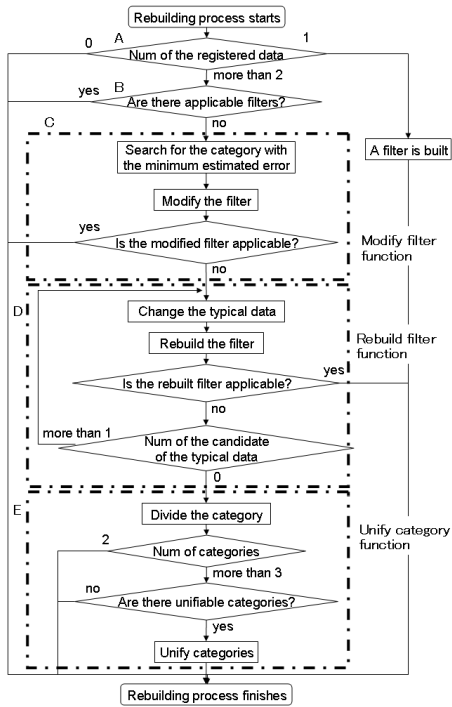 Rebuilding process starts
0
A
1
Num of the registered data
more than 2
yes
B
Are there applicable filters?
no
C
Search for the category with
the minimum estimated error
A filter is built
Modify the filter
yes
Is the modified filter applicable?
Modify filter
function
no
D
Change the typical data
Rebuild the filter
Rebuild filter
function
Is the rebuilt filter applicable?
yes
no
more than 1
Num of the candidate
of the typical data
0
E
Divide the category
Unify category
function
2
Num of categories
more than 3
no
Are there unifiable categories?
yes
Unify categories
Rebuilding process finishes